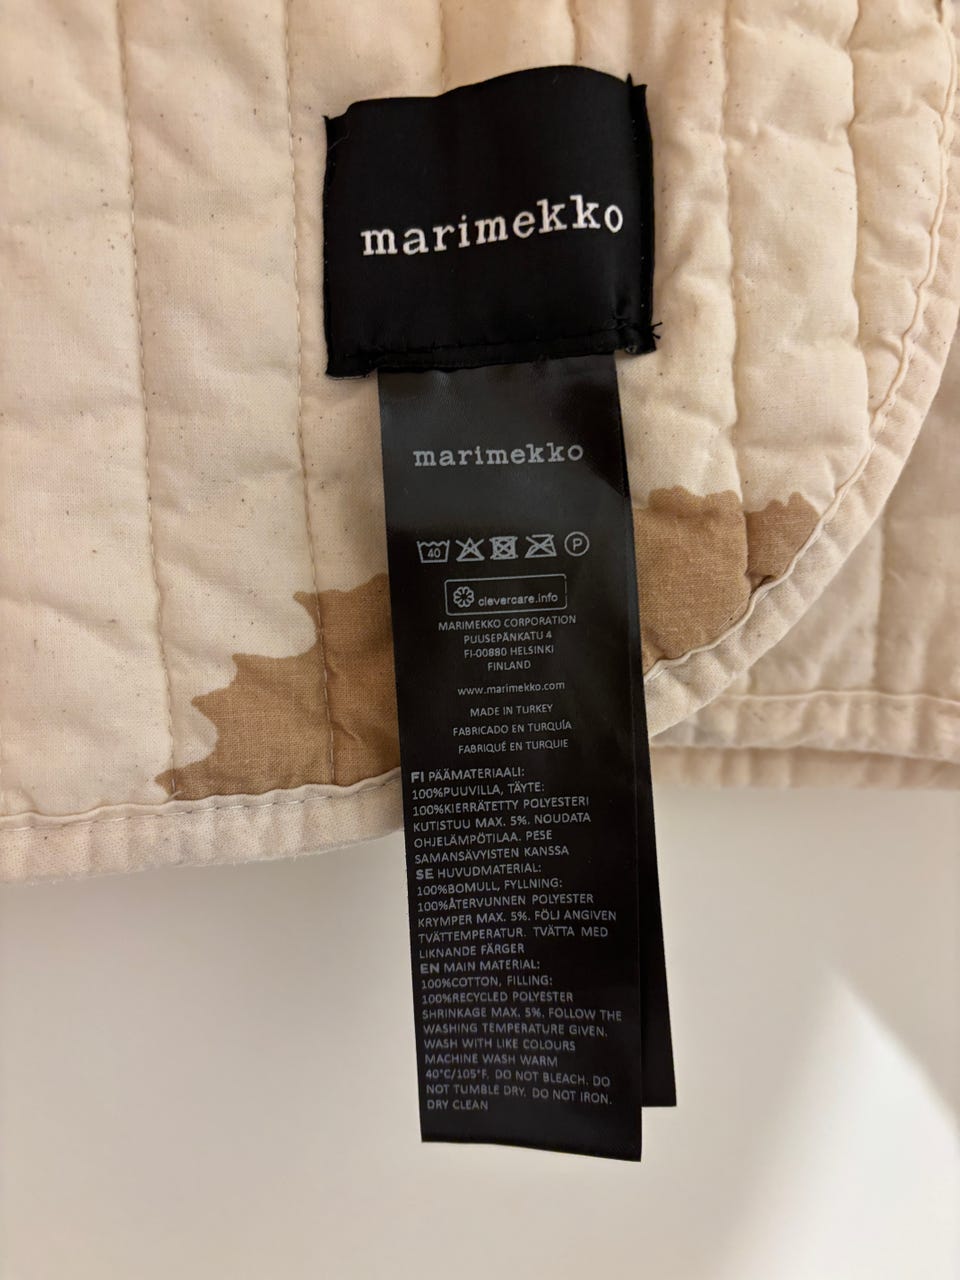 marimekko
marimekko
40 P
clevercare.info
MARIMEKKO CORPORATION
PUUSEPÄNKATU 4
FI-00880 HELSINKI
FINLAND
www.marimekko.com
MADE IN TURKEY
FABRICADO EN TURQUÍA
FABRIQUÉ EN TURQUIE
FI PÄÄMATERIAALI:
100%PUUVILLA, TÄYTE:
100%KIERRÄTETTY POLYESTERI
KUTISTUU MAX. 5%. NOUDATA
OHJELÄMPÖTILAA. PESE
SAMANSÄVYISTEN KANSSA
SE HUVUDMATERIAL:
100%BOMULL, FYLLNING:
100%ÅTERVUNNEN POLYESTER
KRYMPER MAX. 5%. FÖLJ ANGIVEN
TVÄTTEMPERATUR. TVÄTTA MED
LIKNANDE FÄRGER
EN MAIN MATERIAL:
100%COTTON, FILLING:
100%RECYCLED POLYESTER
SHRINKAGE MAX. 5%. FOLLOW THE
WASHING TEMPERATURE GIVEN.
WASH WITH LIKE COLOURS
MACHINE WASH WARM
40°C/105°F. DO NOT BLEACH. DO
NOT TUMBLE DRY. DO NOT IRON.
DRY CLEAN